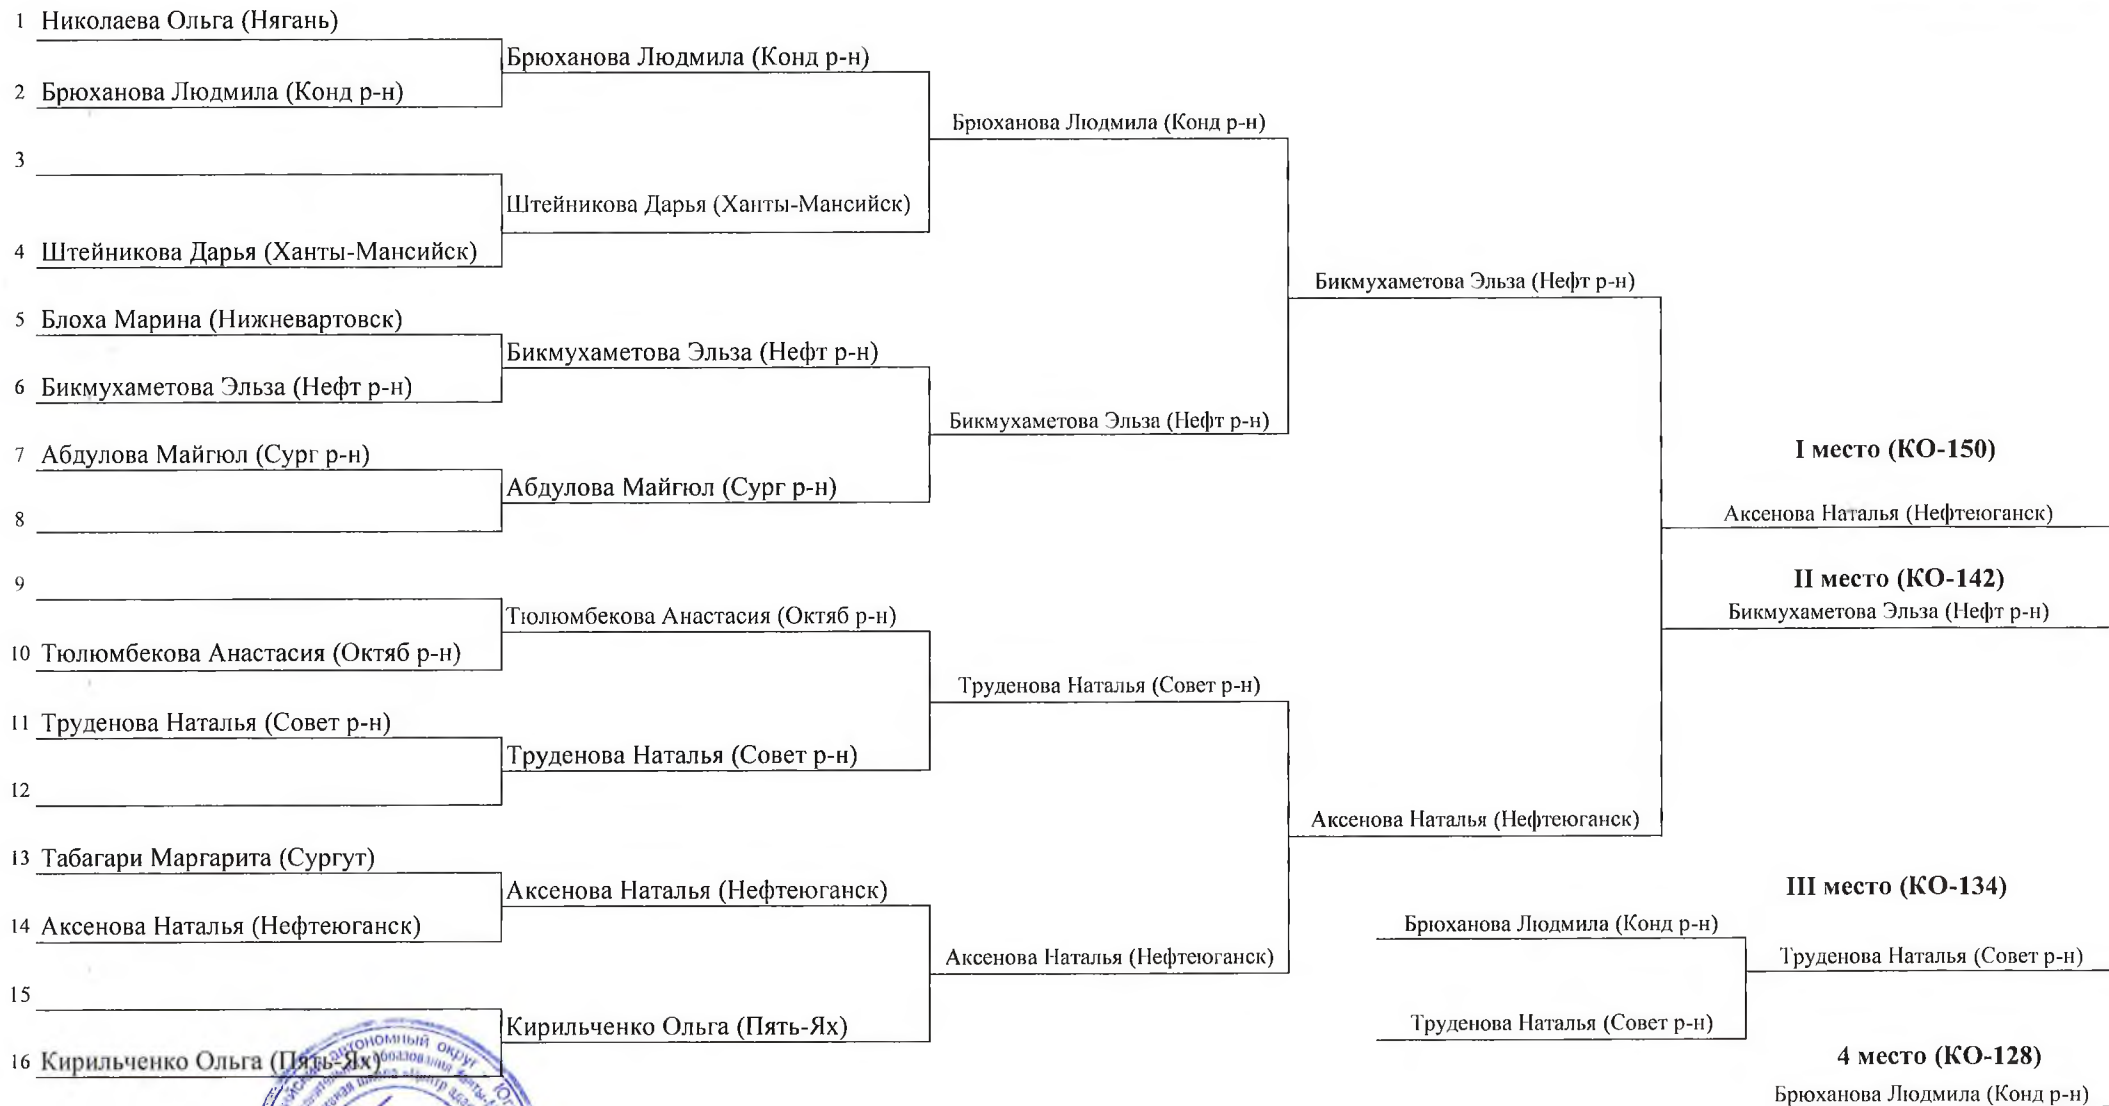 1 Николаева Ольга (Нягань)
2 Брюханова Людмила (Конд р-н)
3
4 Штейникова Дарья (Ханты-Мансийск)
5 Блоха Марина (Нижневартовск)
6 Бикмухаметова Эльза (Нефт р-н)
7 Абдулова Майгюл (Сург р-н)
8
9
10 Тюлюмбекова Анастасия (Октяб р-н)
11 Труденова Наталья (Совет р-н)
12
13 Табагари Маргарита (Сургут)
14 Аксенова Наталья (Нефтеюганск)
15
16 Кирильченко Ольга (Пять-Ях)
Брюханова Людмила (Конд р-н)
Штейникова Дарья (Ханты-Мансийск)
Бикмухаметова Эльза (Нефт р-н)
Абдулова Майгюл (Сург р-н)
Тюлюмбекова Анастасия (Октяб р-н)
Труденова Наталья (Совет р-н)
Аксенова Наталья (Нефтеюганск)
Кирильченко Ольга (Пять-Ях)
Брюханова Людмила (Конд р-н)
Бикмухаметова Эльза (Нефт р-н)
Труденова Наталья (Совет р-н)
Аксенова Наталья (Нефтеюганск)
Бикмухаметова Эльза (Нефт р-н)
Аксенова Наталья (Нефтеюганск)
Брюханова Людмила (Конд р-н)
Труденова Наталья (Совет р-н)
I место (КО-150)
Аксенова Наталья (Нефтеюганск)
II место (КО-142)
Бикмухаметова Эльза (Нефт р-н)
III место (КО-134)
Труденова Наталья (Совет р-н)
4 место (КО-128)
Брюханова Людмила (Конд р-н)
автономный округ